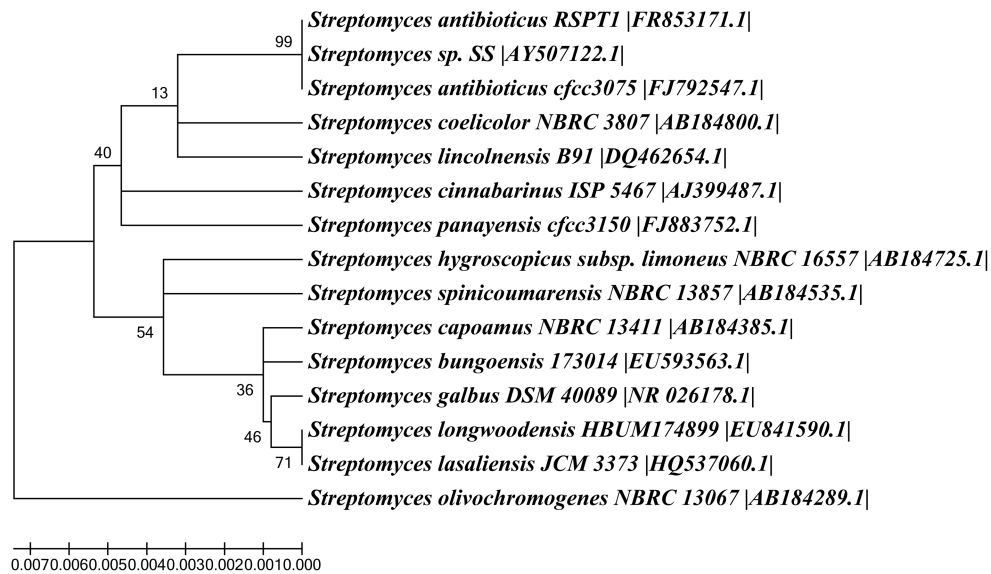 Streptomyces antibioticus RSPT1 |FR853171.1|
99
Streptomyces sp. SS |AY507122.1|
Streptomyces antibioticus cfcc3075 |FJ792547.1|
13
Streptomyces coelicolor NBRC 3807 |AB184800.1|
40
Streptomyces lincolnensis B91 |DQ462654.1|
Streptomyces cinnabarinus ISP 5467 |AJ399487.1|
Streptomyces panayensis cfcc3150 |FJ883752.1|
Streptomyces hygroscopicus subsp. limoneus NBRC 16557 |AB184725.1|
Streptomyces spinicoumarensis NBRC 13857 |AB184535.1|
54
Streptomyces capoamus NBRC 13411 |AB184385.1|
Streptomyces bungoensis 173014 |EU593563.1|
36
Streptomyces galbus DSM 40089 |NR 026178.1|
Streptomyces longwoodensis HBUM174899 |EU841590.1|
46
71
Streptomyces lasaliensis JCM 3373 |HQ537060.1|
Streptomyces olivochromogenes NBRC 13067 |AB184289.1|
0.0070.0060.0050.0040.0030.0020.0010.000